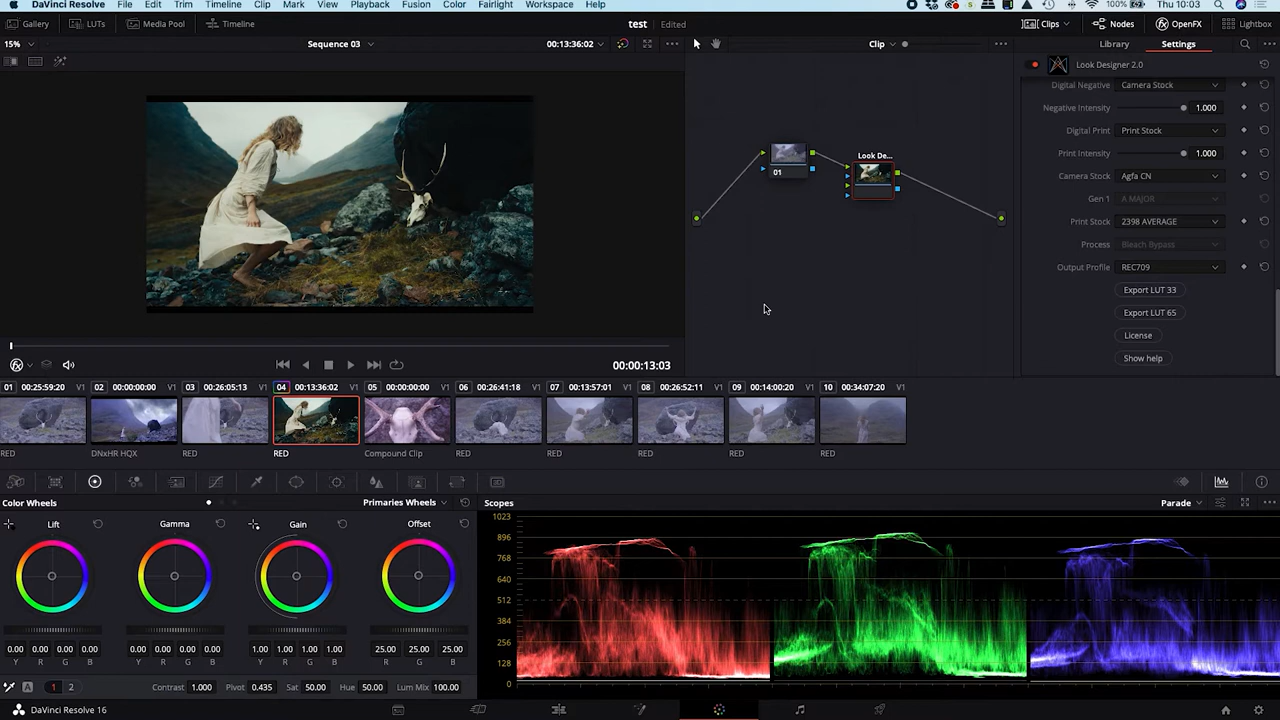 DaVinci Resolve File Edit Trim Timeline Clip Mark View Playback Fusion Color Fairlight Workspace Help 100% Thu 10:03
Gallery LUTs Media Pool Timeline test Edited Clips Nodes OpenFX Lightbox
15% Sequence 03 00:13:36:02 Clip Library Settings
Look Designer 2.0
Digital Negative Camera Stock
Negative Intensity 1.000
Digital Print Print Stock
Print Intensity 1.000
Camera Stock Agfa CN
Gen 1 A MAJOR
Print Stock 2398 AVERAGE
Process Bleach Bypass
Output Profile REC709
Export LUT 33
Export LUT 65
License
Show help
Look De...
01
00:00:13:03
01 00:25:59:20 V1 02 00:00:00:00 V1 03 00:26:05:13 V1 04 00:13:36:02 V1 05 00:00:00:00 V1 06 00:26:41:18 V1 07 00:13:57:01 V1 08 00:26:52:11 V1 09 00:14:00:20 V1 10 00:34:07:20 V1
RED DNxHR HQX RED RED Compound Clip RED RED RED RED RED
Color Wheels Primaries Wheels
Lift Gamma Gain Offset
0.00 0.00 0.00 0.00 0.00 0.00 0.00 0.00 1.00 1.00 1.00 1.00 25.00 25.00 25.00
Y R G B Y R G B Y R G B R G B
A 1 2 Contrast 1.000 Pivot 0.435 Sat 50.00 Hue 50.00 Lum Mix 100.00
Scopes Parade
1023
896
768
640
512
384
256
128
0
DaVinci Resolve 16